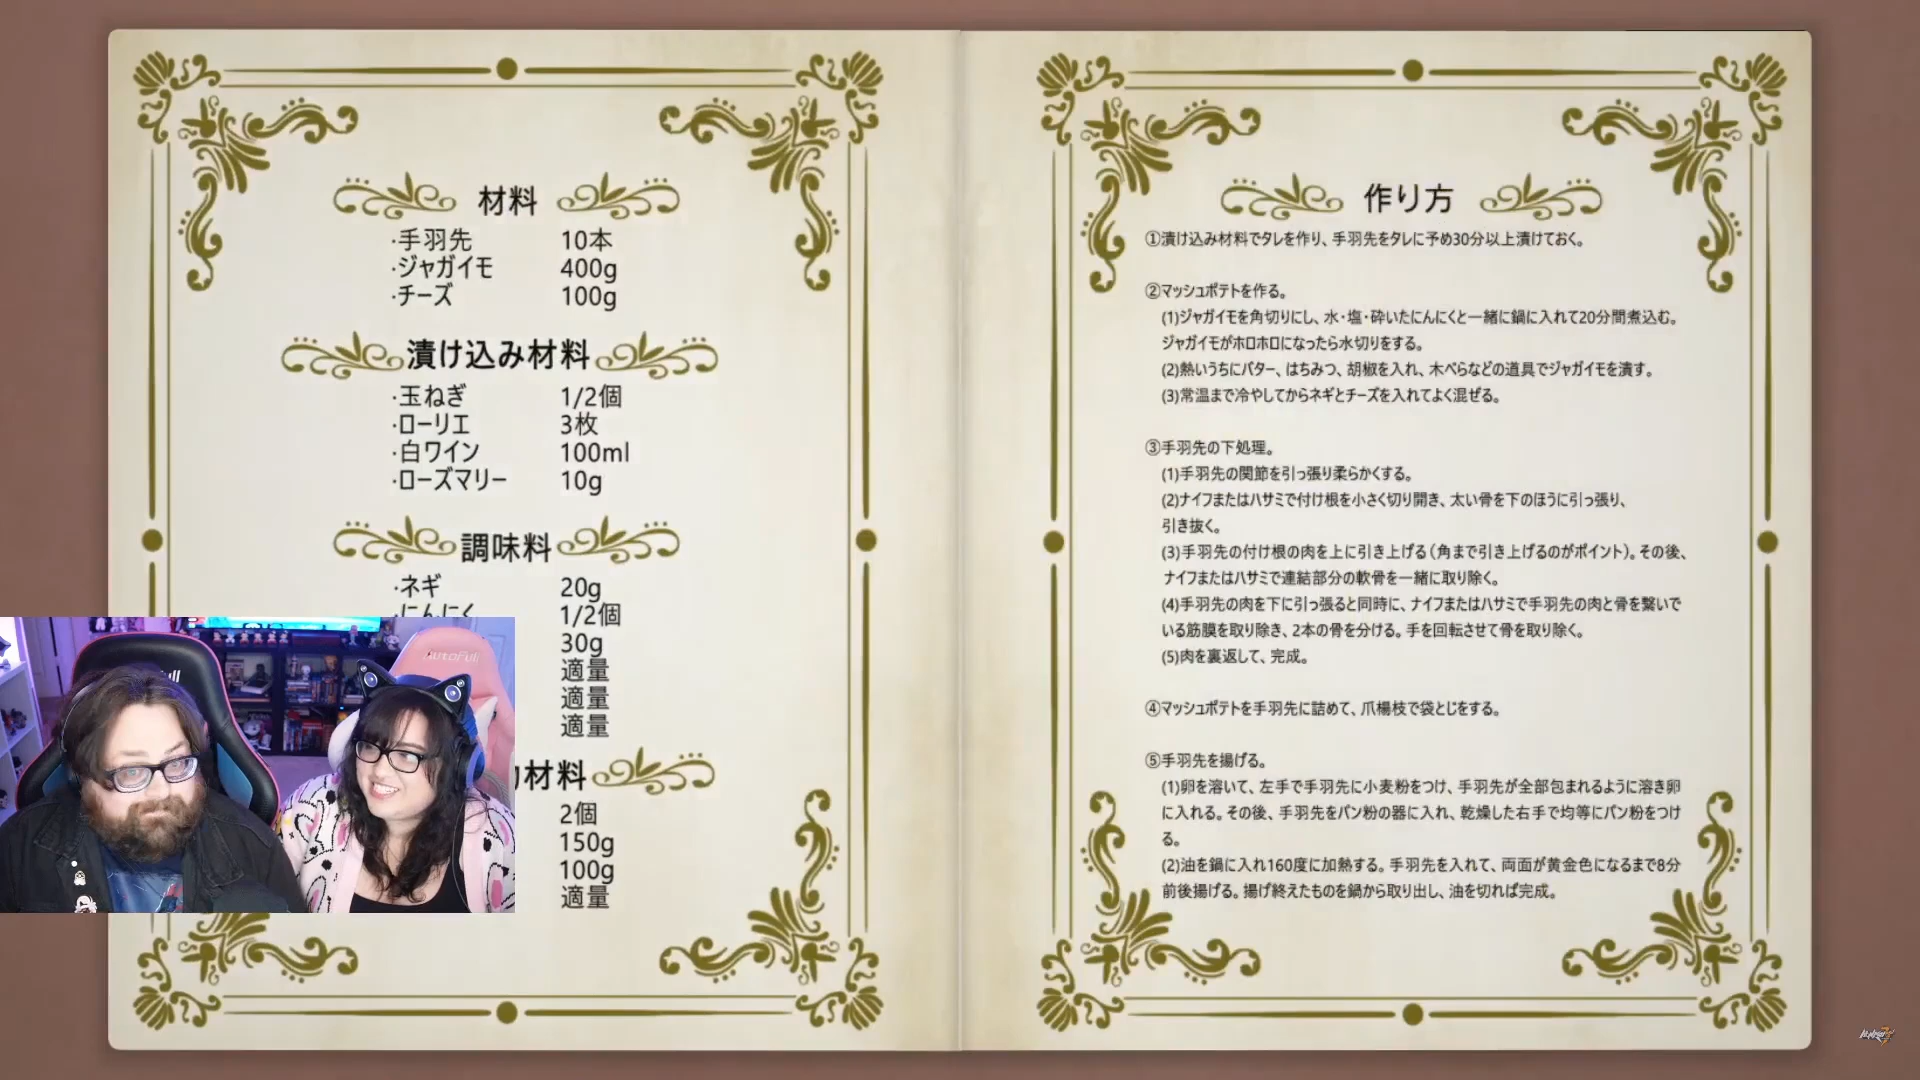 材料
・手羽先 10本
・ジャガイモ 400g
・チーズ 100g
漬け込み材料
・玉ねぎ 1/2個
・ローリエ 3枚
・白ワイン 100ml
・ローズマリー 10g
調味料
・ネギ 20g
・にんにく 1/2個
30g
適量
適量
適量
材料
2個
150g
100g
適量
作り方
①漬け込み材料でタレを作り、手羽先をタレに予め30分以上漬けておく。
②マッシュポテトを作る。
(1)ジャガイモを角切りにし、水・塩・砕いたにんにくと一緒に鍋に入れて20分間煮込む。
ジャガイモがホロホロになったら水切りをする。
(2)熱いうちにバター、はちみつ、胡椒を入れ、木べらなどの道具でジャガイモを潰す。
(3)常温まで冷やしてからネギとチーズを入れてよく混ぜる。
③手羽先の下処理。
(1)手羽先の関節を引っ張り柔らかくする。
(2)ナイフまたはハサミで付け根を小さく切り開き、太い骨を下のほうに引っ張り、
引き抜く。
(3)手羽先の付け根の肉を上に引き上げる(角まで引き上げるのがポイント)。その後、
ナイフまたはハサミで連結部分の軟骨を一緒に取り除く。
(4)手羽先の肉を下に引っ張ると同時に、ナイフまたはハサミで手羽先の肉と骨を繋いで
いる筋膜を取り除き、2本の骨を分ける。手を回転させて骨を取り除く。
(5)肉を裏返して、完成。
④マッシュポテトを手羽先に詰めて、爪楊枝で袋とじをする。
⑤手羽先を揚げる。
(1)卵を溶いて、左手で手羽先に小麦粉をつけ、手羽先が全部包まれるように溶き卵
に入れる。その後、手羽先をパン粉の器に入れ、乾燥した右手で均等にパン粉をつけ
る。
(2)油を鍋に入れ160度に加熱する。手羽先を入れて、両面が黄金色になるまで8分
前後揚げる。揚げ終えたものを鍋から取り出し、油を切れば完成。
AutoFull